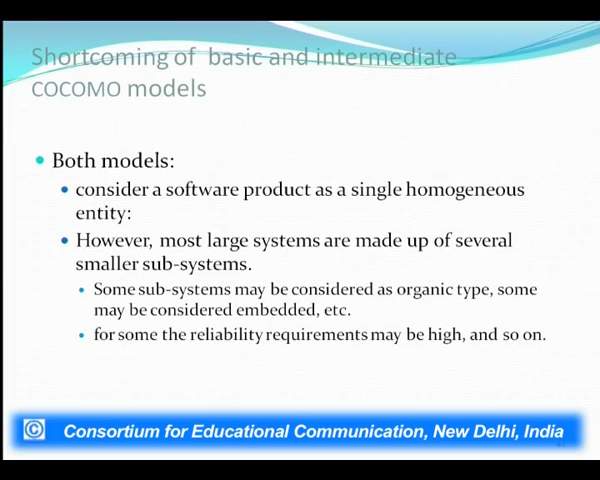 Shortcoming of basic and intermediate
COCOMO models
• Both models:
• consider a software product as a single homogeneous
entity:
• However, most large systems are made up of several
smaller sub-systems.
• Some sub-systems may be considered as organic type, some
may be considered embedded, etc.
• for some the reliability requirements may be high, and so on.
© Consortium for Educational Communication, New Delhi, India